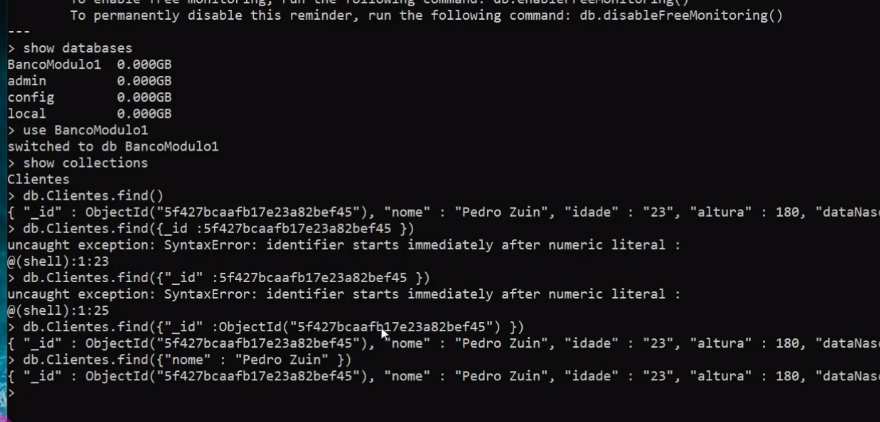 To enable free monitoring, run the following command: db.enableFreeMonitoring()
To permanently disable this reminder, run the following command: db.disableFreeMonitoring()
---
> show databases
BancoModulo1  0.000GB
admin         0.000GB
config        0.000GB
local         0.000GB
> use BancoModulo1
switched to db BancoModulo1
> show collections
Clientes
> db.Clientes.find()
{ "_id" : ObjectId("5f427bcaafb17e23a82bef45"), "nome" : "Pedro Zuin", "idade" : "23", "altura" : 180, "dataNasc
> db.Clientes.find({_id :5f427bcaafb17e23a82bef45 })
uncaught exception: SyntaxError: identifier starts immediately after numeric literal :
@(shell):1:23
> db.Clientes.find({"_id" :5f427bcaafb17e23a82bef45 })
uncaught exception: SyntaxError: identifier starts immediately after numeric literal :
@(shell):1:25
> db.Clientes.find({"_id" :ObjectId("5f427bcaafb17e23a82bef45") })
{ "_id" : ObjectId("5f427bcaafb17e23a82bef45"), "nome" : "Pedro Zuin", "idade" : "23", "altura" : 180, "dataNasc
> db.Clientes.find({"nome" : "Pedro Zuin" })
{ "_id" : ObjectId("5f427bcaafb17e23a82bef45"), "nome" : "Pedro Zuin", "idade" : "23", "altura" : 180, "dataNasc
>